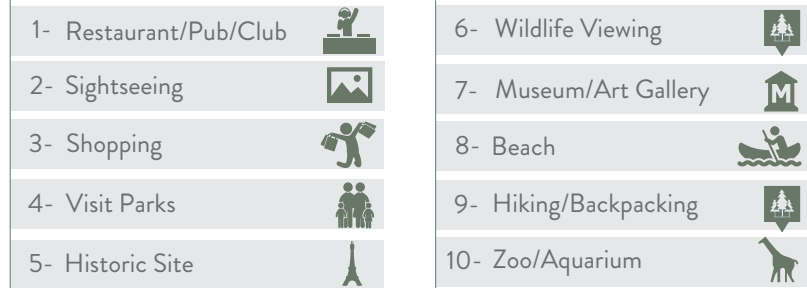 1- Restaurant/Pub/Club
2- Sightseeing
3- Shopping
4- Visit Parks
5- Historic Site
6- Wildlife Viewing
7- Museum/Art Gallery
M
8- Beach
9- Hiking/Backpacking
10- Zoo/Aquarium